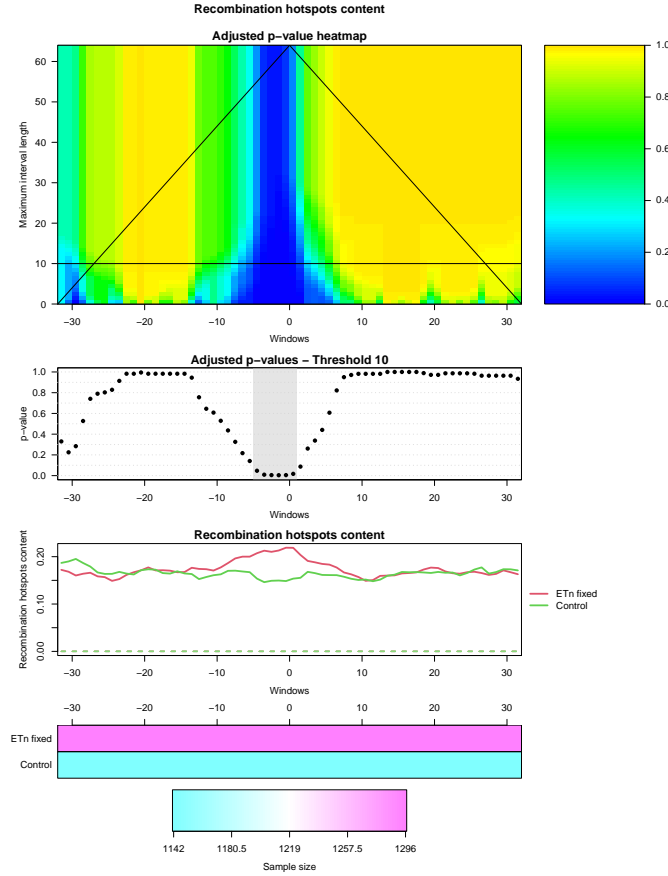 Recombination hotspots content
Adjusted p−value heatmap
Maximum interval length
0 10 20 30 40 50 60
−30 −20 −10 0 10 20 30
Windows
0.0 0.2 0.4 0.6 0.8 1.0
Adjusted p−values − Threshold 10
p−value
0.0 0.2 0.4 0.6 0.8 1.0
−30 −20 −10 0 10 20 30
Windows
Recombination hotspots content
Recombination hotspots content
0.00 0.10 0.20
−30 −20 −10 0 10 20 30
Windows
ETn fixed
Control
−30 −20 −10 0 10 20 30
ETn fixed
Control
1142 1180.5 1219 1257.5 1296
Sample size